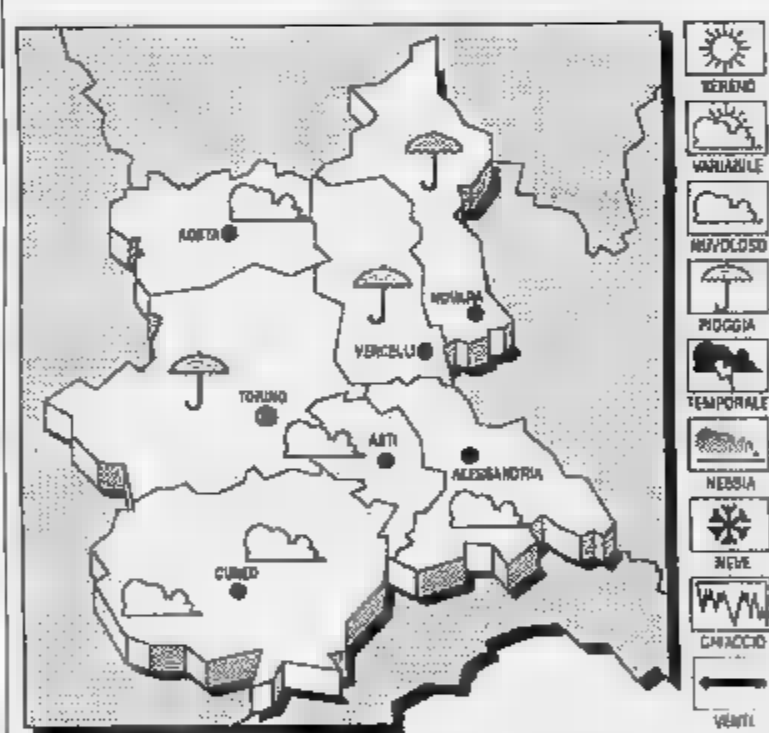 SERENO
VARIABILE
NUVOLOSO
PIOGGIA
TEMPORALE
NEBBIA
NEVE
GHIACCIO
VENTI
AOSTA
NOVARA
VERCELLI
TORINO
ASTI
ALESSANDRIA
CUNEO